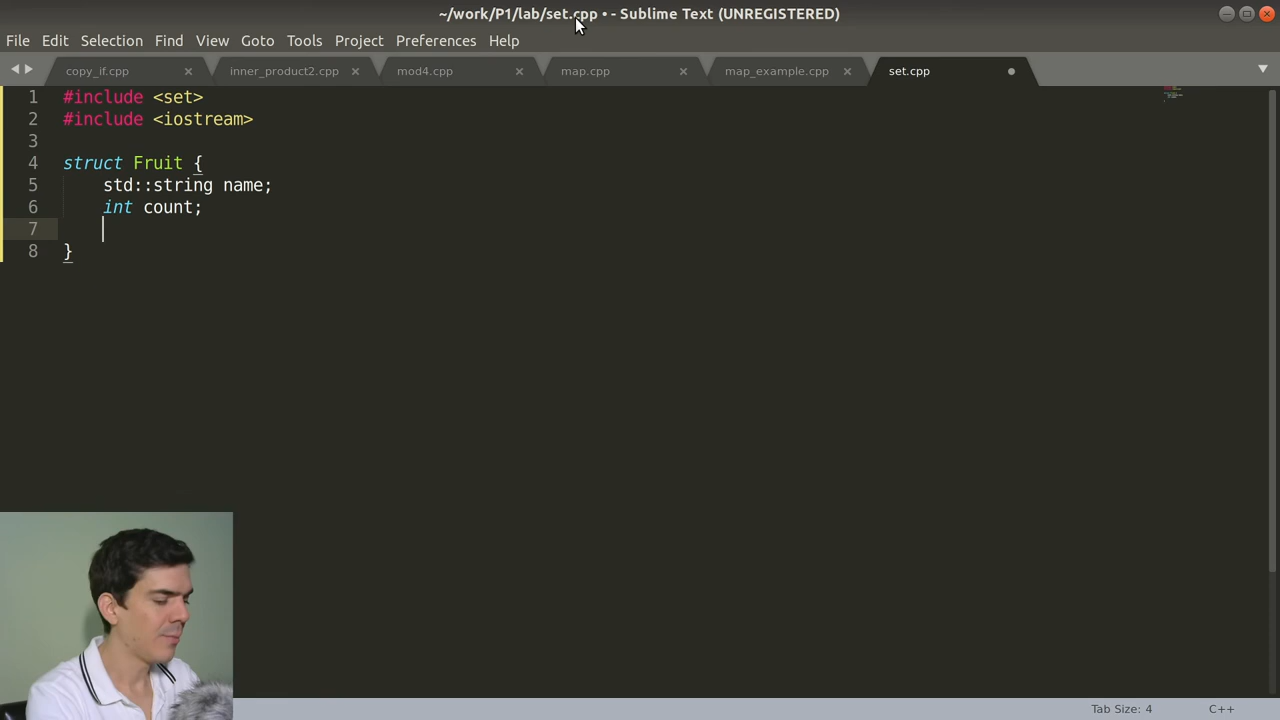 ~/work/P1/lab/set.cpp • - Sublime Text (UNREGISTERED)
File Edit Selection Find View Goto Tools Project Preferences Help
copy_if.cpp inner_product2.cpp mod4.cpp map.cpp map_example.cpp set.cpp
1 #include <set>
2 #include <iostream>
3
4 struct Fruit {
5 std::string name;
6 int count;
7
8 }
Tab Size: 4 C++